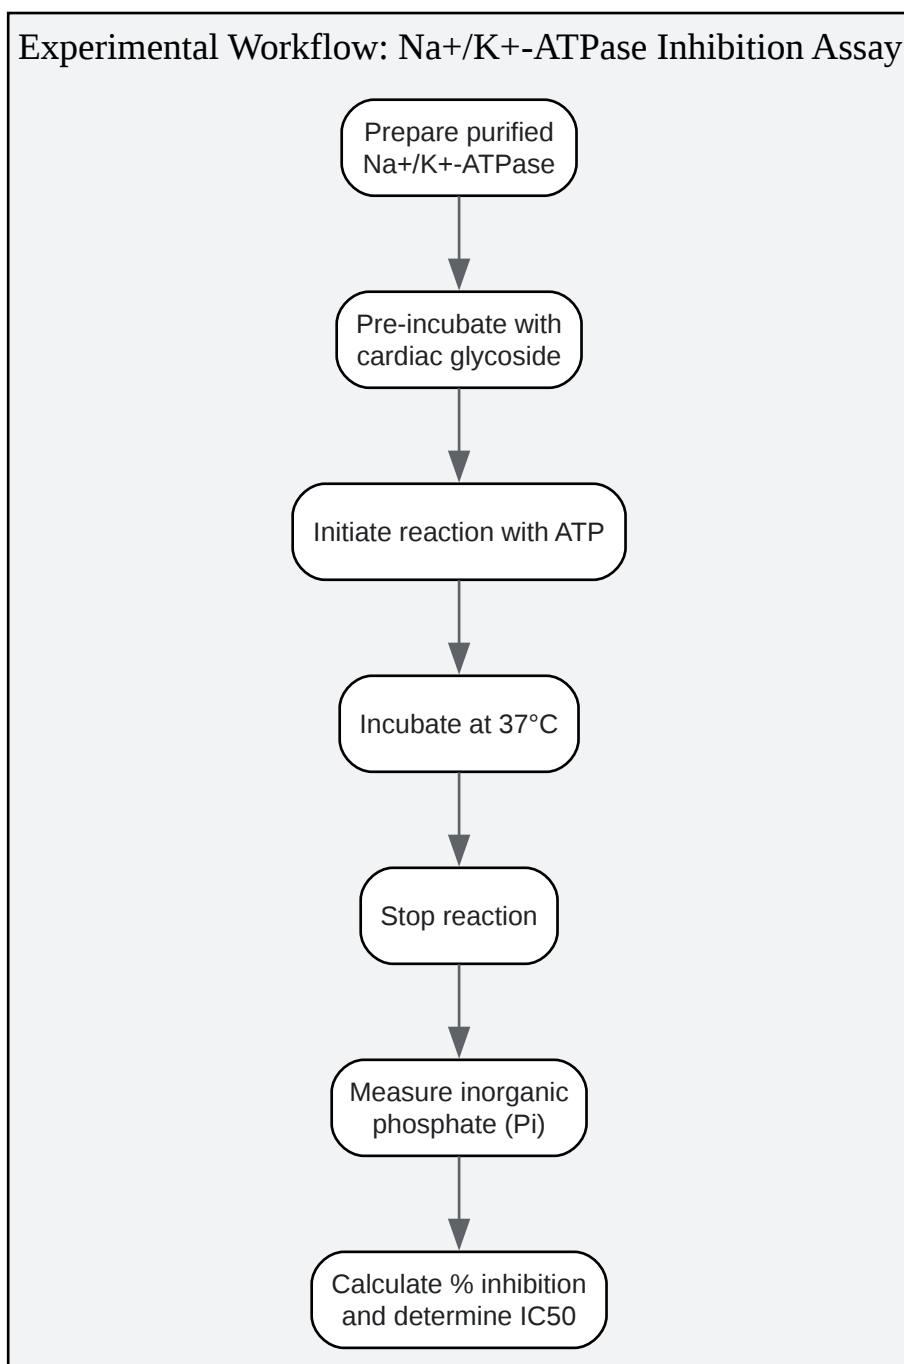 Experimental Workflow: Na+/K+-ATPase Inhibition Assay
Prepare purified
Na+/K+-ATPase
Pre-incubate with
cardiac glycoside
Initiate reaction with ATP
Incubate at 37°C
Stop reaction
Measure inorganic
phosphate (Pi)
Calculate % inhibition
and determine IC50